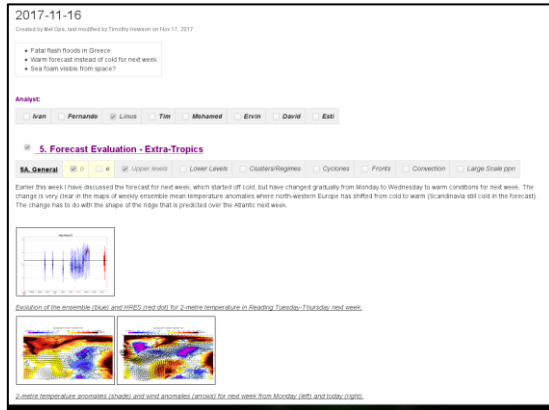 2017-11-16
Created by Met Ops, last modified by Timothy Hewson on Nov 17, 2017
Fatal flash floods in Greece
Warm forecast instead of cold for next week
Sea foam visible from space?
Analyst:
Ivan Fernando Linus Tim Mohamed Ervin David Esti
5. Forecast Evaluation - Extra-Tropics
5A. General 0 6 Upper levels Lower Levels Clusters/Regimes Cyclones Fronts Convection Large Scale ppn
Earlier this week I have discussed the forecast for next week, which started off cold, but have changed gradually from Monday to Wednesday to warm conditions for next week. The
change is very clear in the maps of weekly ensemble mean temperature anomalies where north-western Europe has shifted from cold to warm (Scandinavia still cold in the forecast).
The change has to do with the shape of the ridge that is predicted over the Atlantic next week.
Evolution of the ensemble (blue) and HRES (red dot) for 2-metre temperature in Reading Tuesday-Thursday next week.
2-metre temperature anomalies (shade) and wind anomalies (arrows) for next week from Monday (left) and today (right).